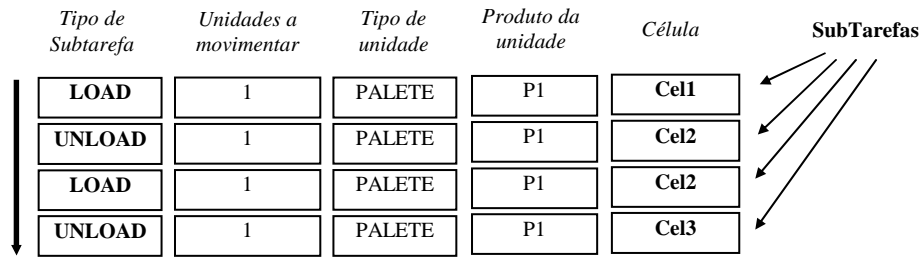 Tipo de Subtarefa Unidades a movimentar Tipo de unidade Produto da unidade Célula SubTarefas
LOAD 1 PALETE P1 Cel1
UNLOAD 1 PALETE P1 Cel2
LOAD 1 PALETE P1 Cel2
UNLOAD 1 PALETE P1 Cel3